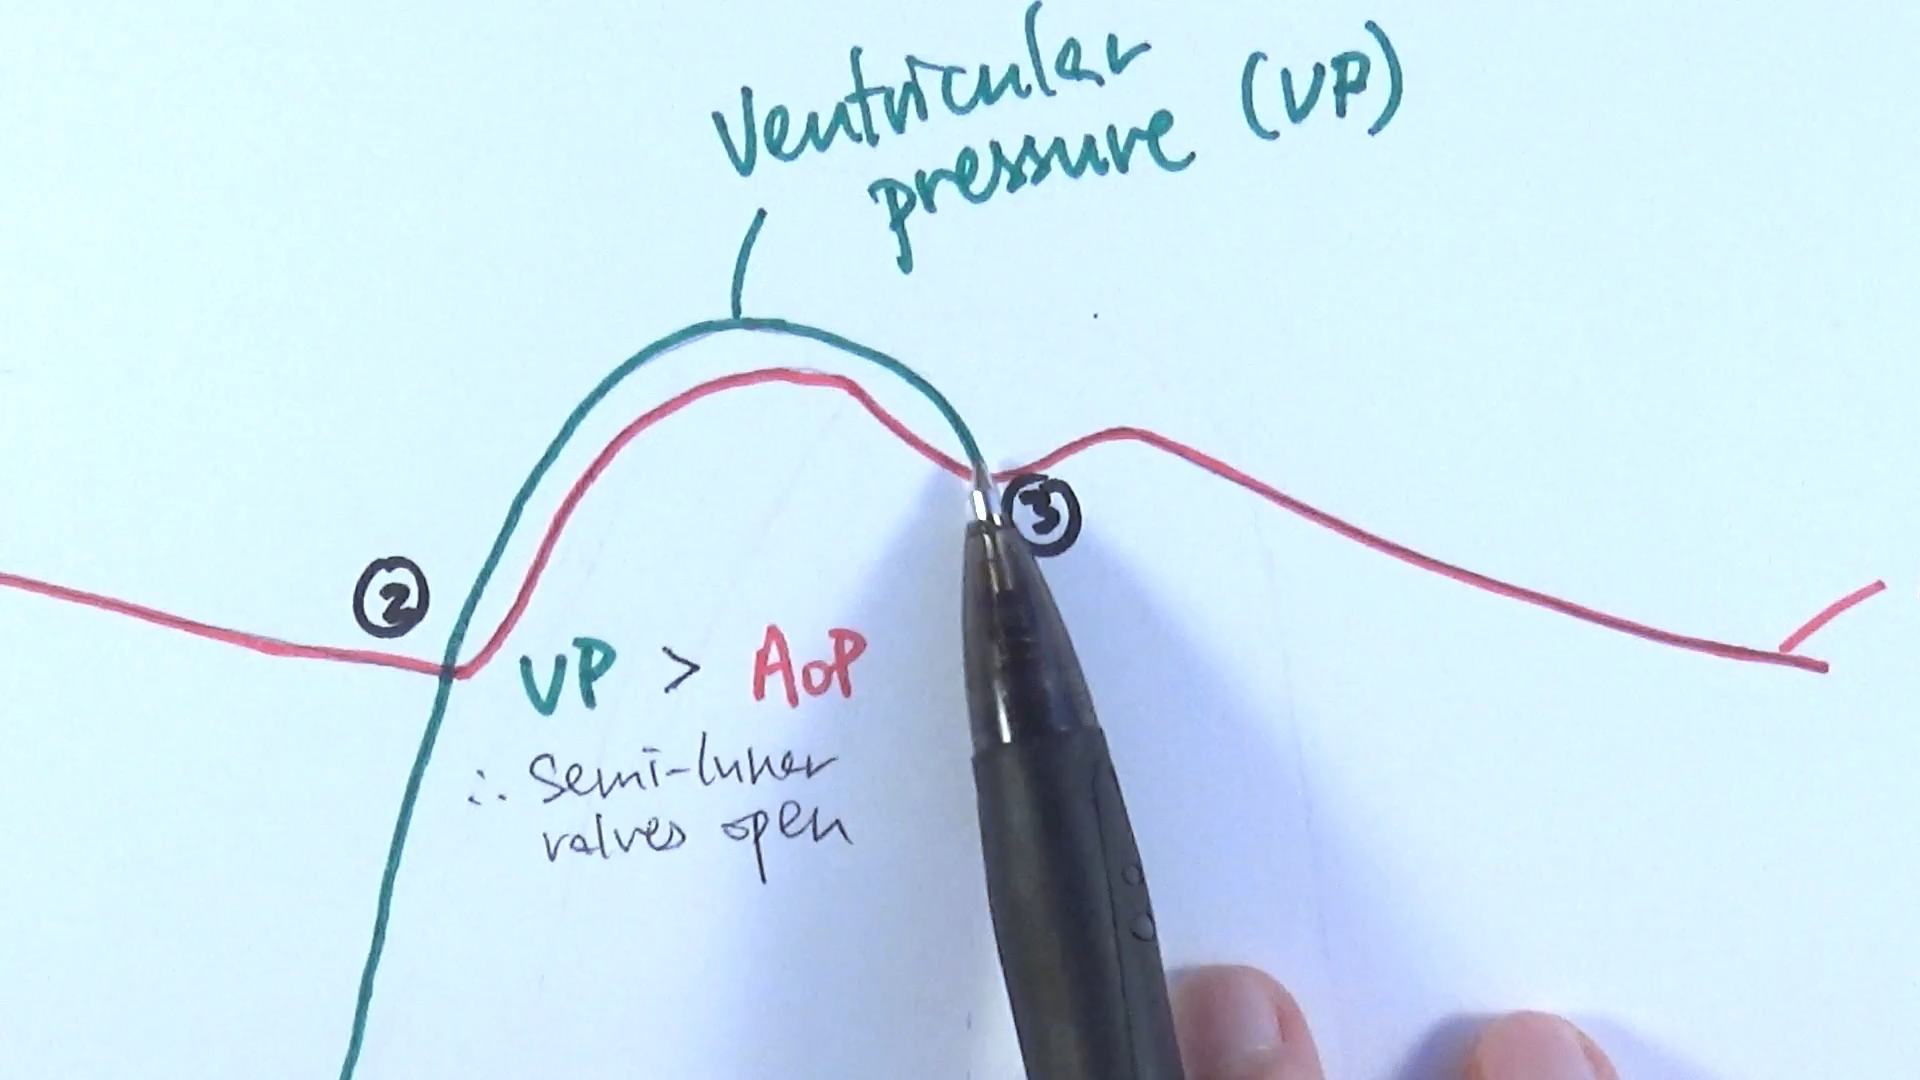 Ventricular
pressure (VP)
②
③
VP > AoP
∴ Semi-lunar
valves open